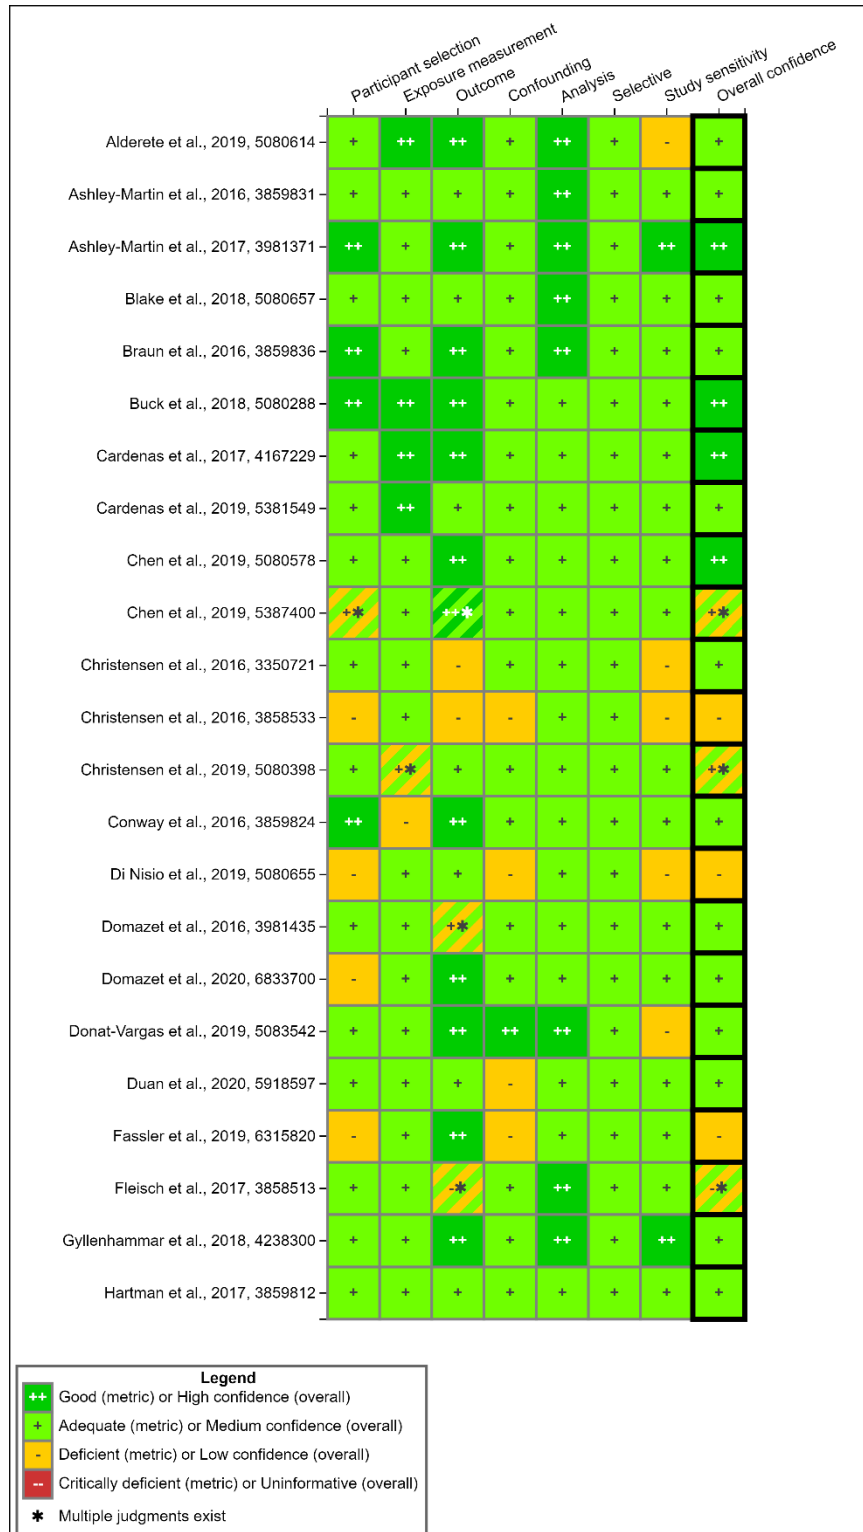 Participant selection
Exposure measurement
Outcome
Confounding
Analysis
Selective
Study sensitivity
Overall confidence
Alderete et al., 2019, 5080614 + ++ ++ + ++ + - +
Ashley-Martin et al., 2016, 3859831 + + + + ++ + + +
Ashley-Martin et al., 2017, 3981371 ++ + ++ + ++ + ++ ++
Blake et al., 2018, 5080657 + + + + ++ + + +
Braun et al., 2016, 3859836 ++ + ++ + ++ + + +
Buck et al., 2018, 5080288 ++ ++ ++ + + + + ++
Cardenas et al., 2017, 4167229 + ++ ++ + + + + ++
Cardenas et al., 2019, 5381549 + ++ + + + + + +
Chen et al., 2019, 5080578 + + ++ + + + + ++
Chen et al., 2019, 5387400 +✱ + ++✱ + + + + +✱
Christensen et al., 2016, 3350721 + + - + + + - +
Christensen et al., 2016, 3858533 - + - - + + - -
Christensen et al., 2019, 5080398 + +✱ + + + + + +✱
Conway et al., 2016, 3859824 ++ - ++ + + + + +
Di Nisio et al., 2019, 5080655 - + + - + + - -
Domazet et al., 2016, 3981435 + + +✱ + + + + +
Domazet et al., 2020, 6833700 - + ++ + + + + +
Donat-Vargas et al., 2019, 5083542 + + ++ ++ ++ + - +
Duan et al., 2020, 5918597 + + + - + + + +
Fassler et al., 2019, 6315820 - + ++ - + + + -
Fleisch et al., 2017, 3858513 + + -✱ + ++ + + -✱
Gyllenhammar et al., 2018, 4238300 + + ++ + ++ + ++ +
Hartman et al., 2017, 3859812 + + + + + + + +
Legend
++ Good (metric) or High confidence (overall)
+ Adequate (metric) or Medium confidence (overall)
- Deficient (metric) or Low confidence (overall)
-- Critically deficient (metric) or Uninformative (overall)
✱ Multiple judgments exist